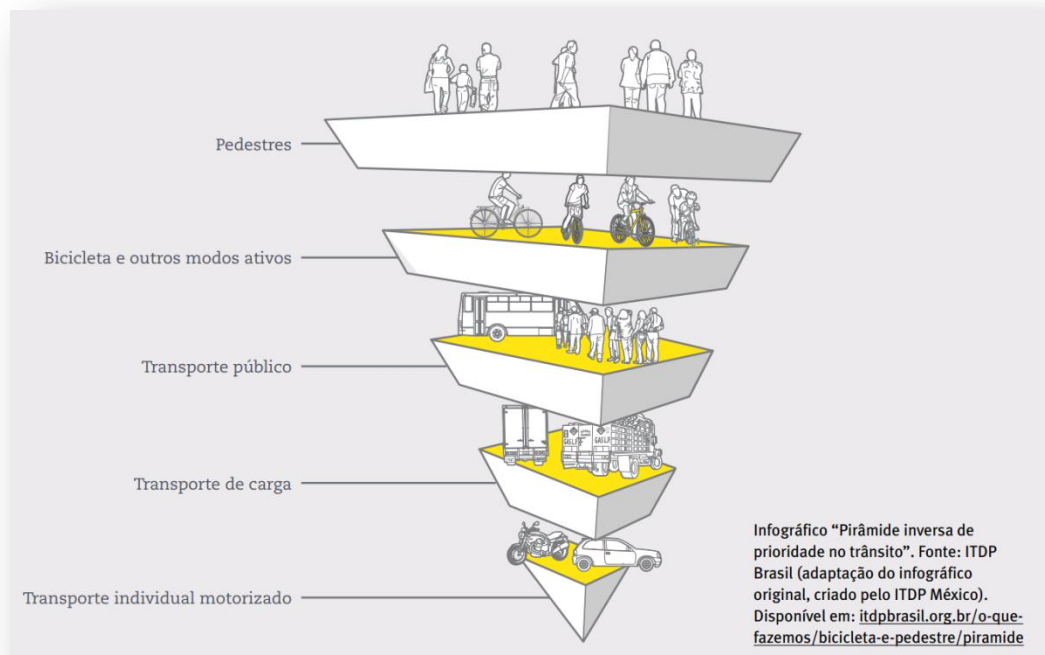 Pedestres
Bicicleta e outros modos ativos
Transporte público
Transporte de carga
Transporte individual motorizado
Infográfico “Pirâmide inversa de
prioridade no trânsito”. Fonte: ITDP
Brasil (adaptação do infográfico
original, criado pelo ITDP México).
Disponível em: itdpbrasil.org.br/o-que-
fazemos/bicicleta-e-pedestre/piramide